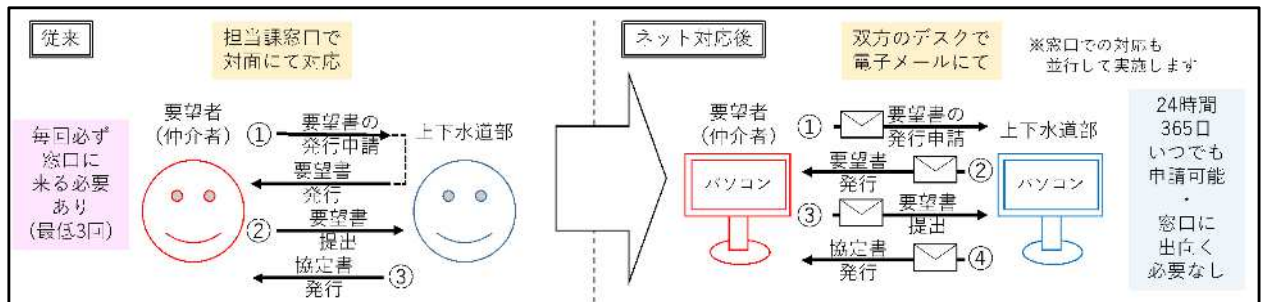 従来
担当課窓口で
対面にて対応
毎回必ず
窓口に
来る必要
あり
(最低3回)
要望者
(仲介者)
上下水道部
① 要望書の
発行申請
要望書
発行
② 要望書
提出
協定書 ③
発行
ネット対応後
双方のデスクで
電子メールにて
※窓口での対応も
並行して実施します
要望者
(仲介者)
上下水道部
パソコン
パソコン
① 要望書の
発行申請
要望書 ②
発行
③ 要望書
提出
協定書 ④
発行
24時間
365日
いつでも
申請可能
・
窓口に
出向く
必要なし